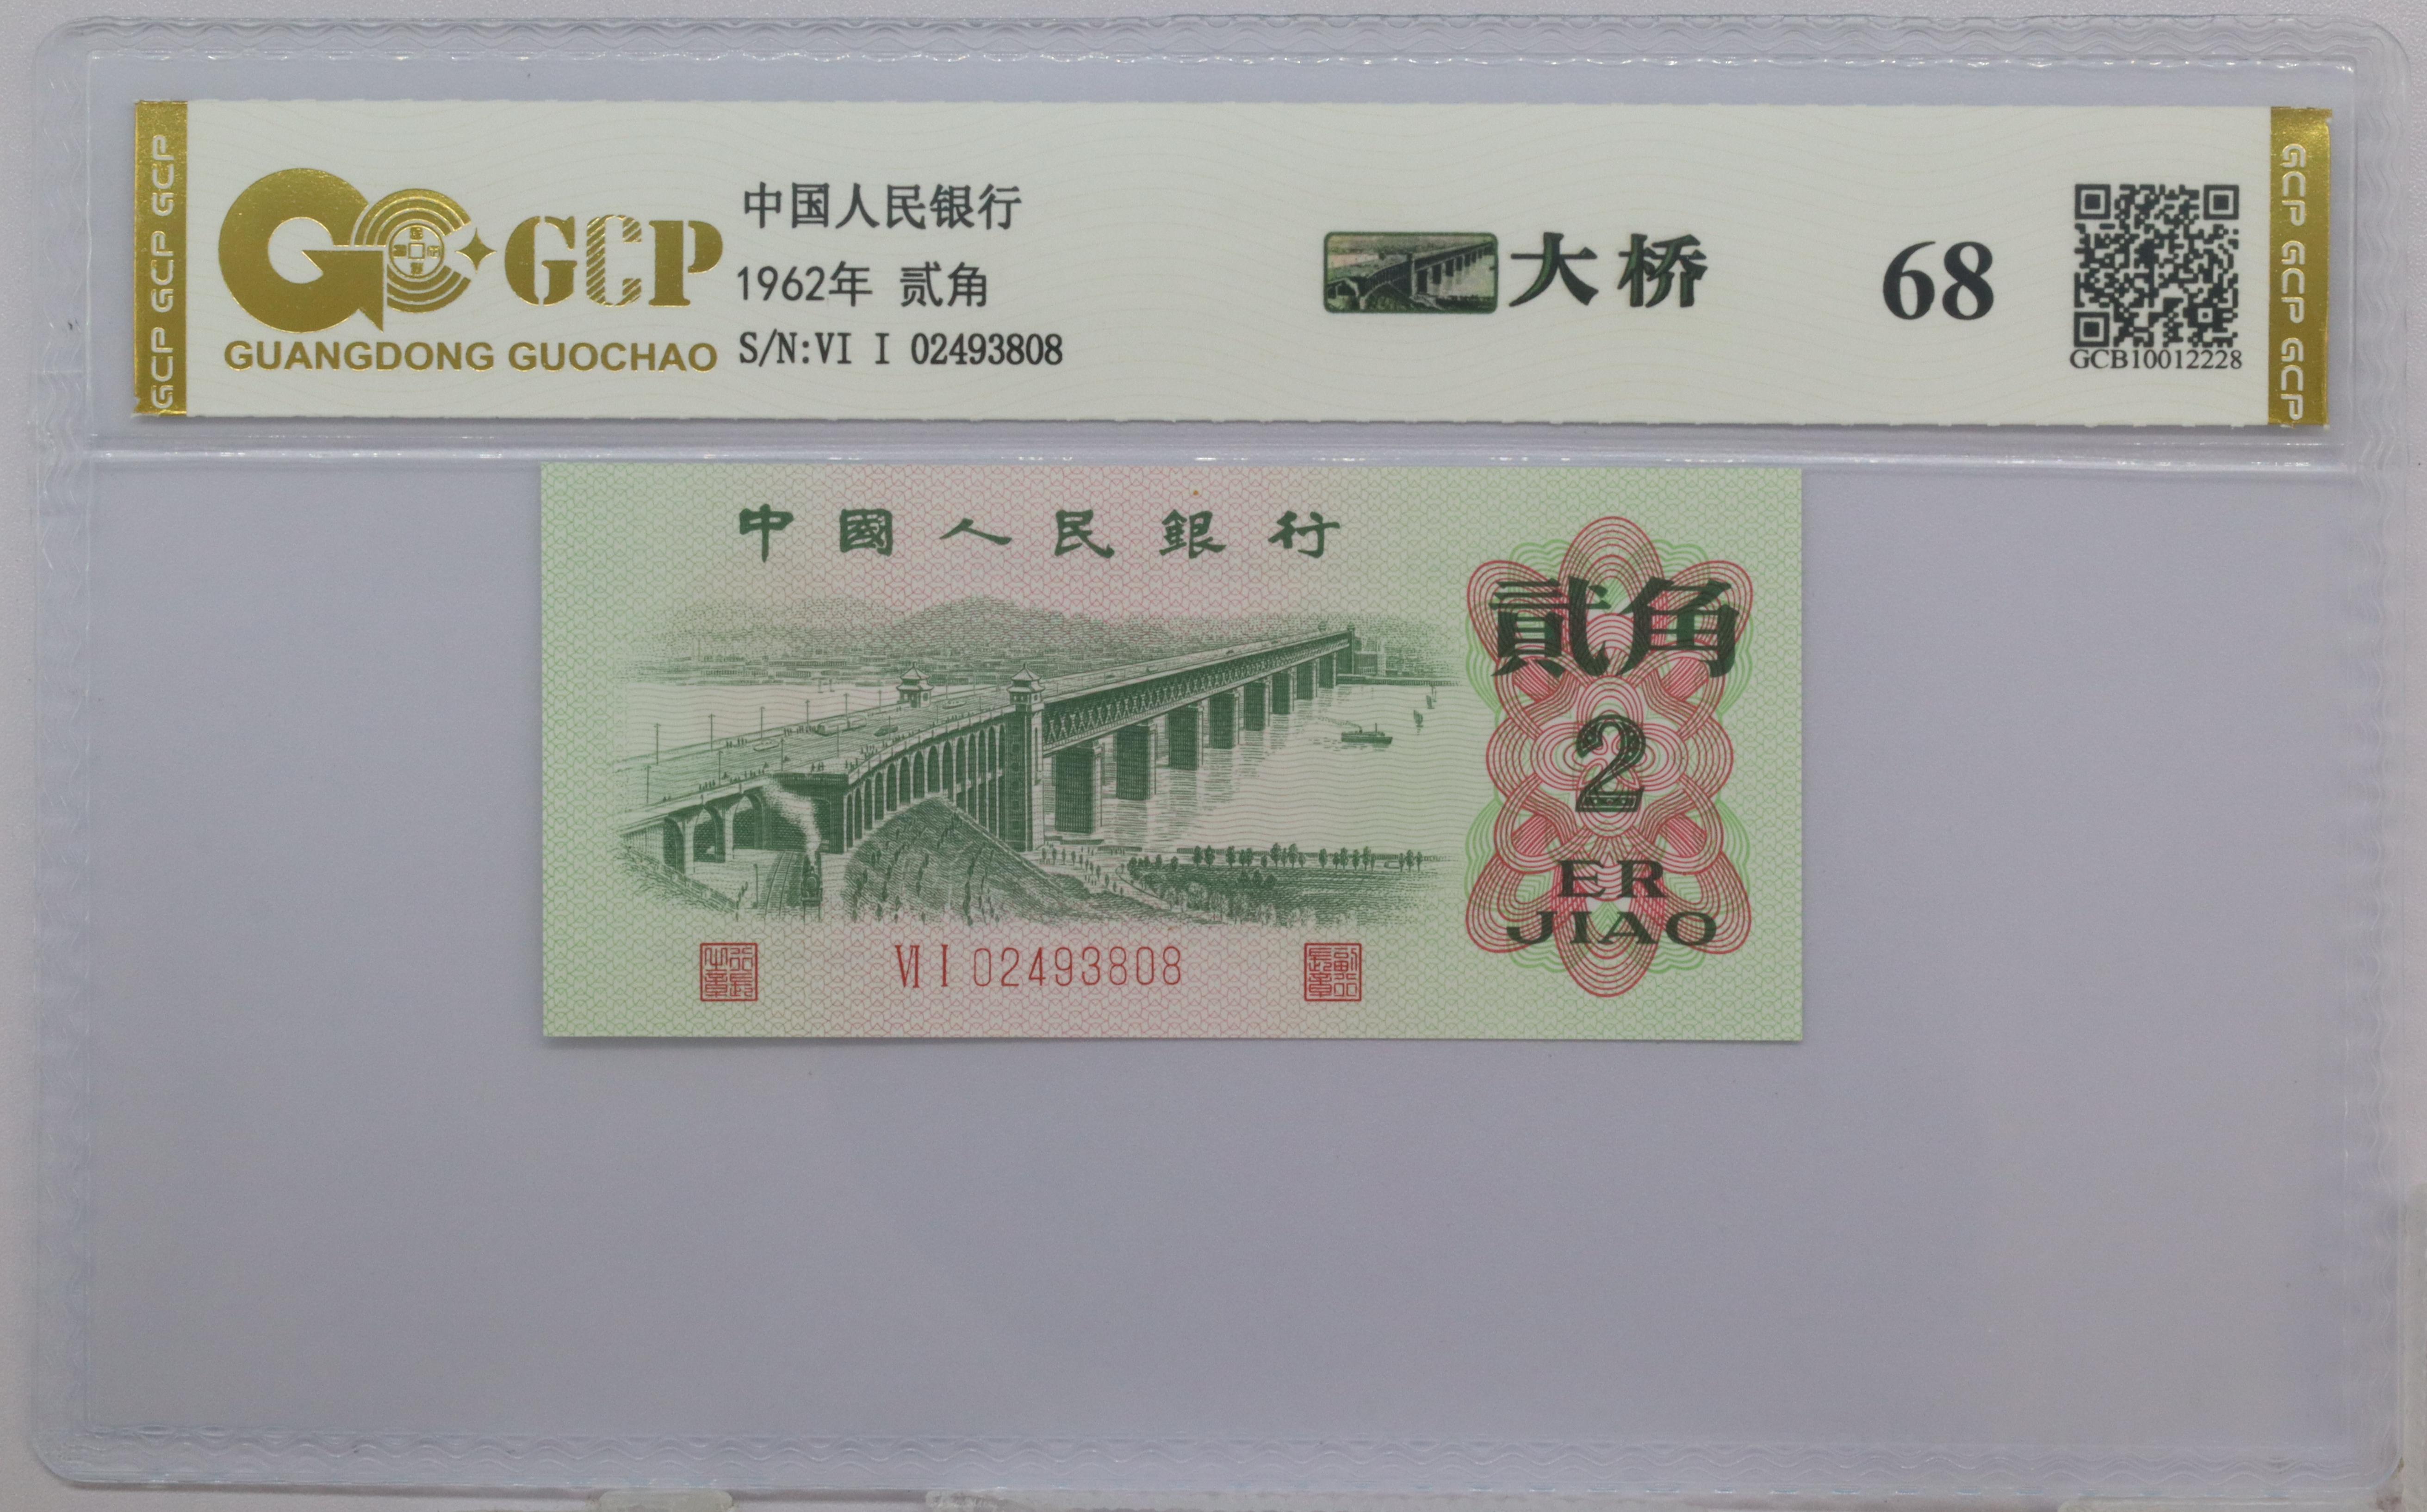 GCP GCP GCP
GCP
GUANGDONG GUOCHAO
中国人民银行
1962年 贰角
S/N:VI I 02493808
大桥
68
GCB10012228
GCP GCP GCP
中國人民銀行
貳角
2
ER
JIAO
VI I 02493808